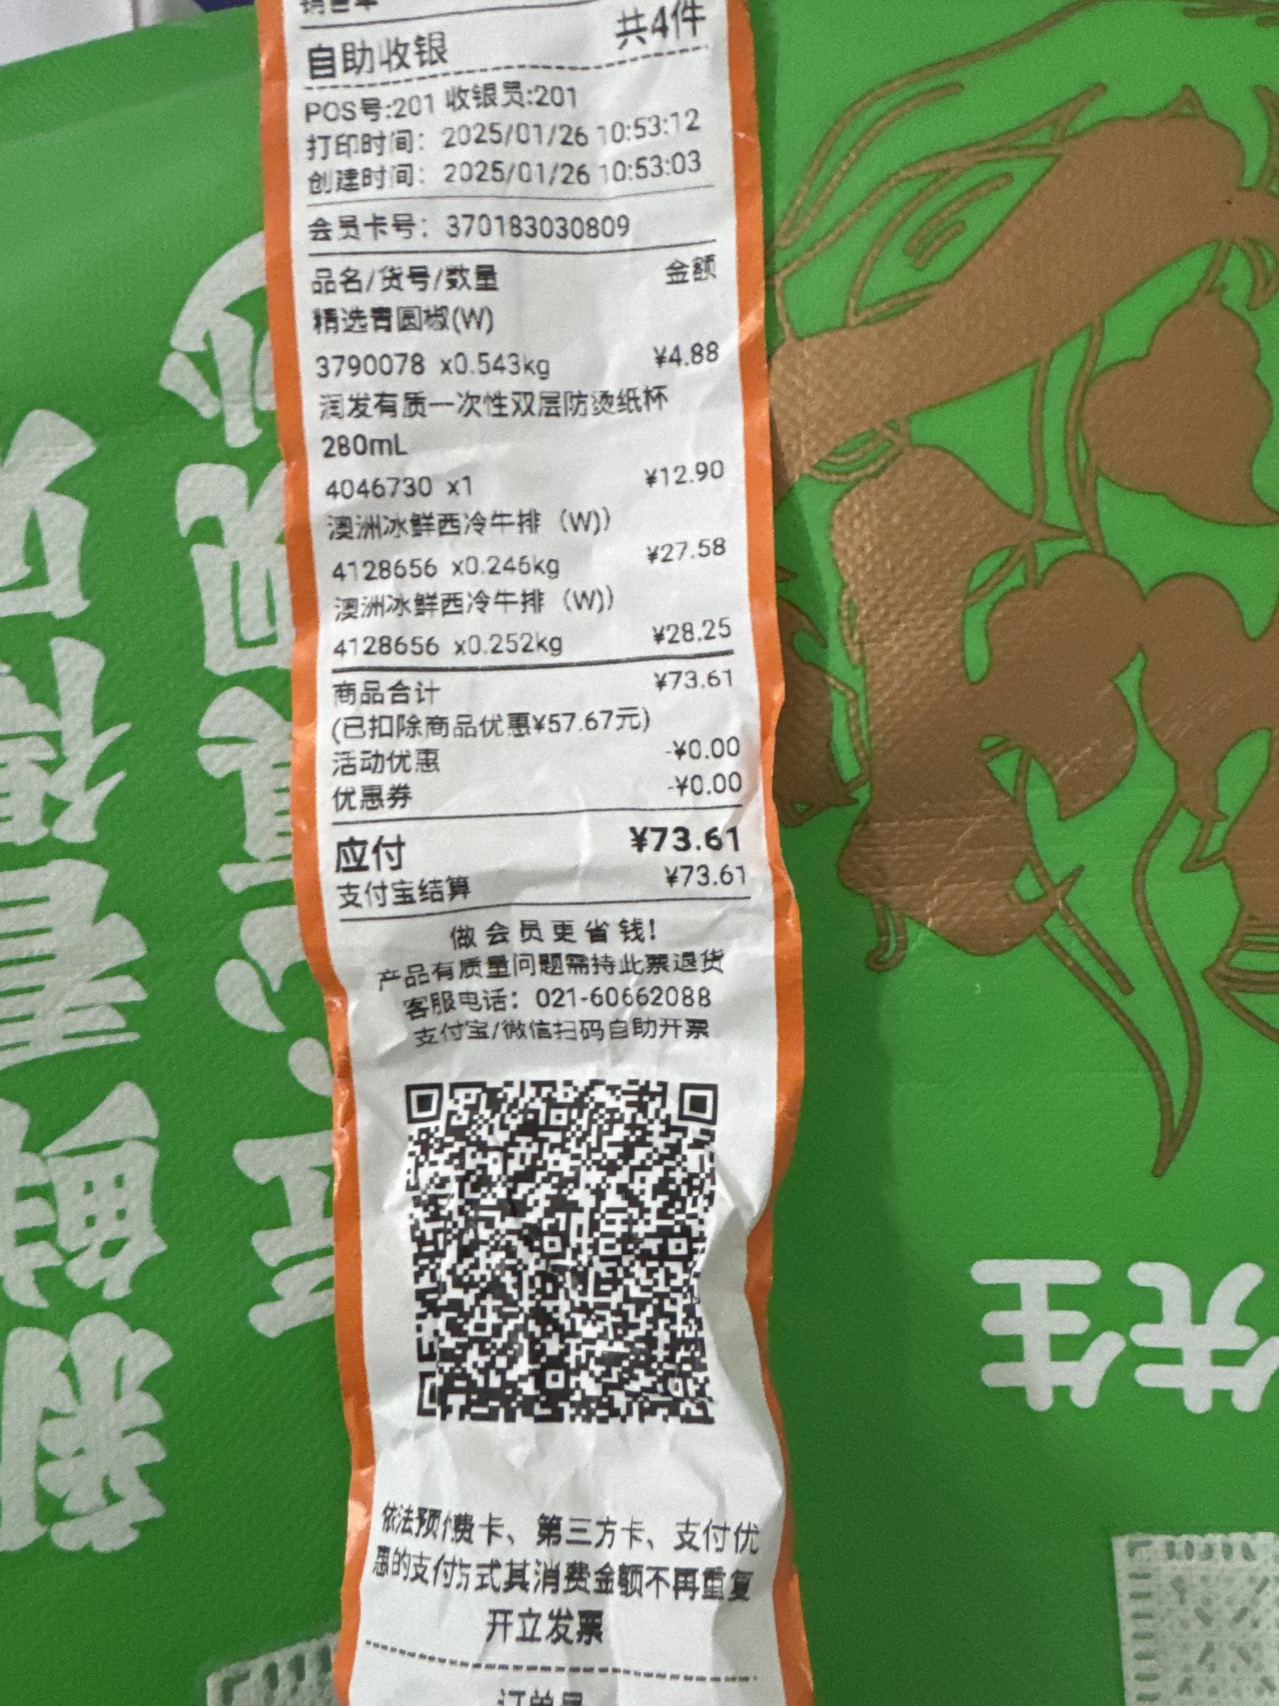 自助收银 共4件
POS号:201 收银员:201
打印时间: 2025/01/26 10:53:12
创建时间: 2025/01/26 10:53:03
会员卡号: 370183030809
品名/货号/数量 金额
精选青圆椒(W)
3790078 x0.543kg ¥4.88
润发有质一次性双层防烫纸杯
280mL
4046730 x1 ¥12.90
澳洲冰鲜西冷牛排（W)）
4128656 x0.246kg ¥27.58
澳洲冰鲜西冷牛排（W)）
4128656 x0.252kg ¥28.25
商品合计 ¥73.61
(已扣除商品优惠¥57.67元)
活动优惠 -¥0.00
优惠券 -¥0.00
应付 ¥73.61
支付宝结算 ¥73.61
做会员更省钱!
产品有质量问题需持此票退货
客服电话: 021-60662088
支付宝/微信扫码自助开票
依法预付费卡、第三方卡、支付优
惠的支付方式其消费金额不再重复
开立发票
订单号
先生